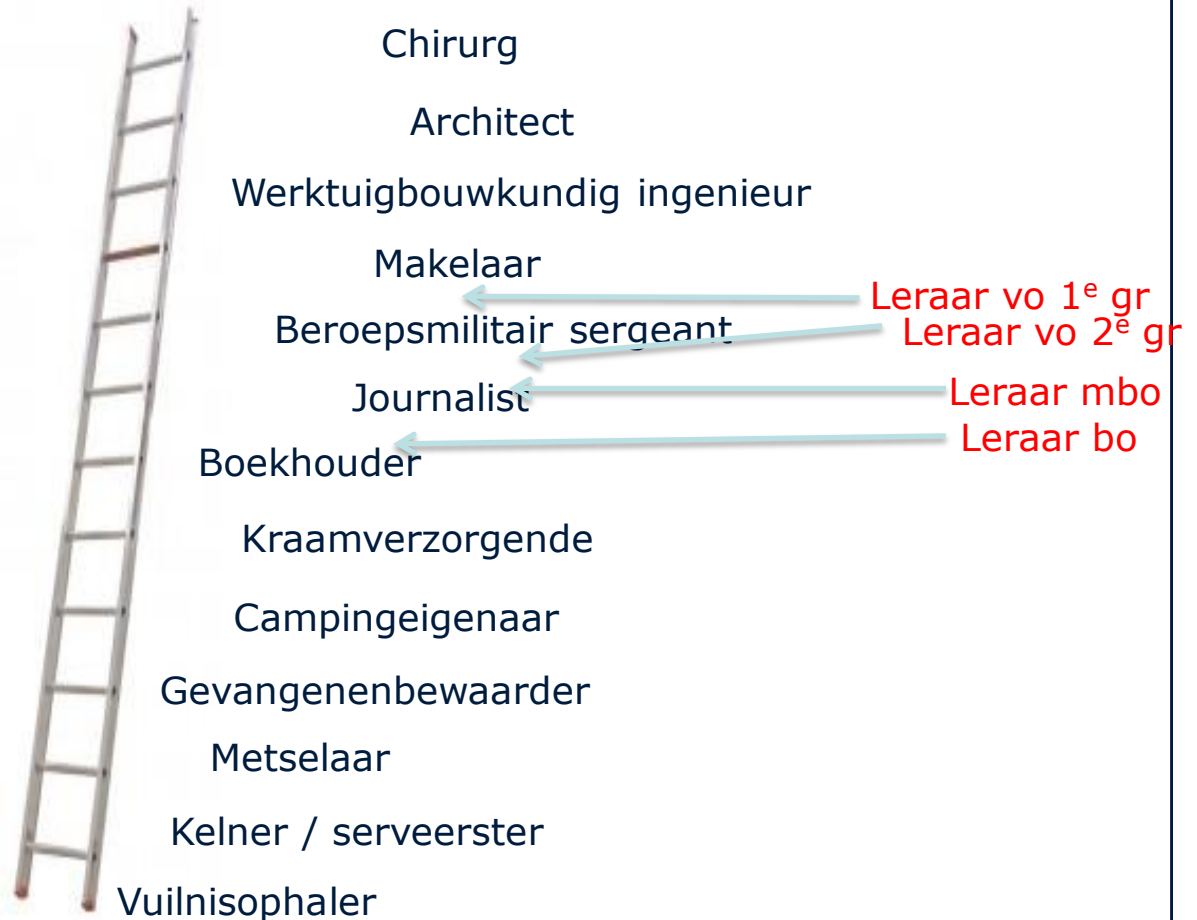 Chirurg
Architect
Werktuigbouwkundig ingenieur
Makelaar
Leraar vo 1e gr
Beroepsmilitair sergeant
Leraar vo 2e gr
Journalist
Leraar mbo
Leraar bo
Boekhouder
Kraamverzorgende
Campingeigenaar
Gevangenenbewaarder
Metselaar
Kelner / serveerster
Vuilnisophaler